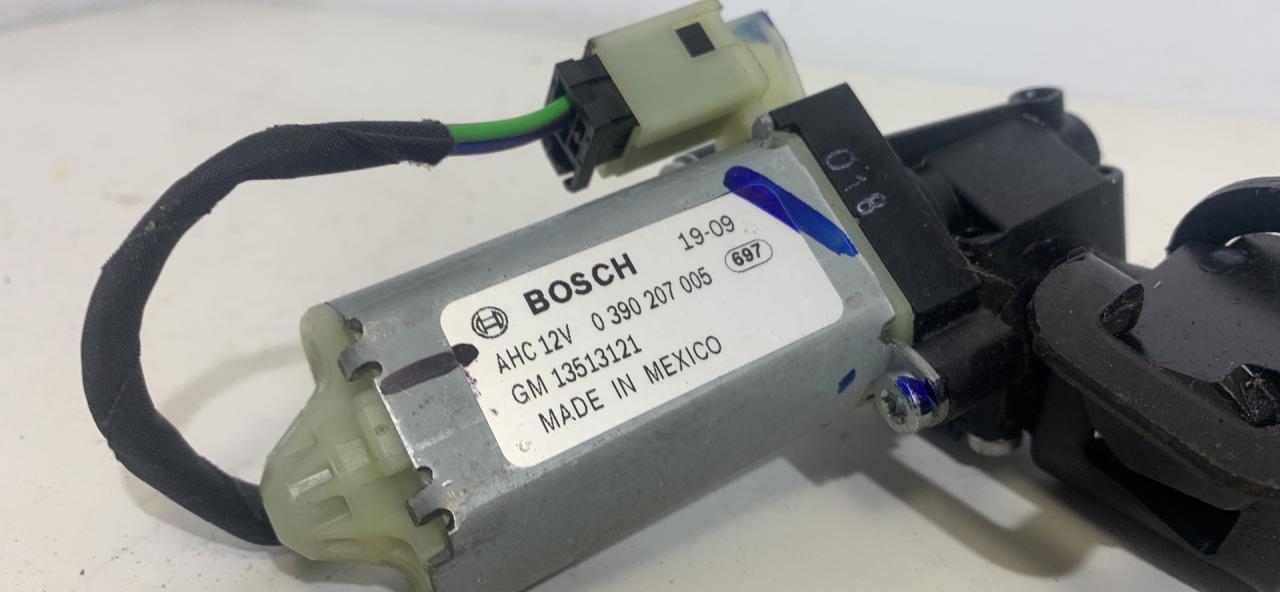 018
BOSCH 19-09
AHC 12V 0 390 207 005 697
GM 13513121
MADE IN MEXICO